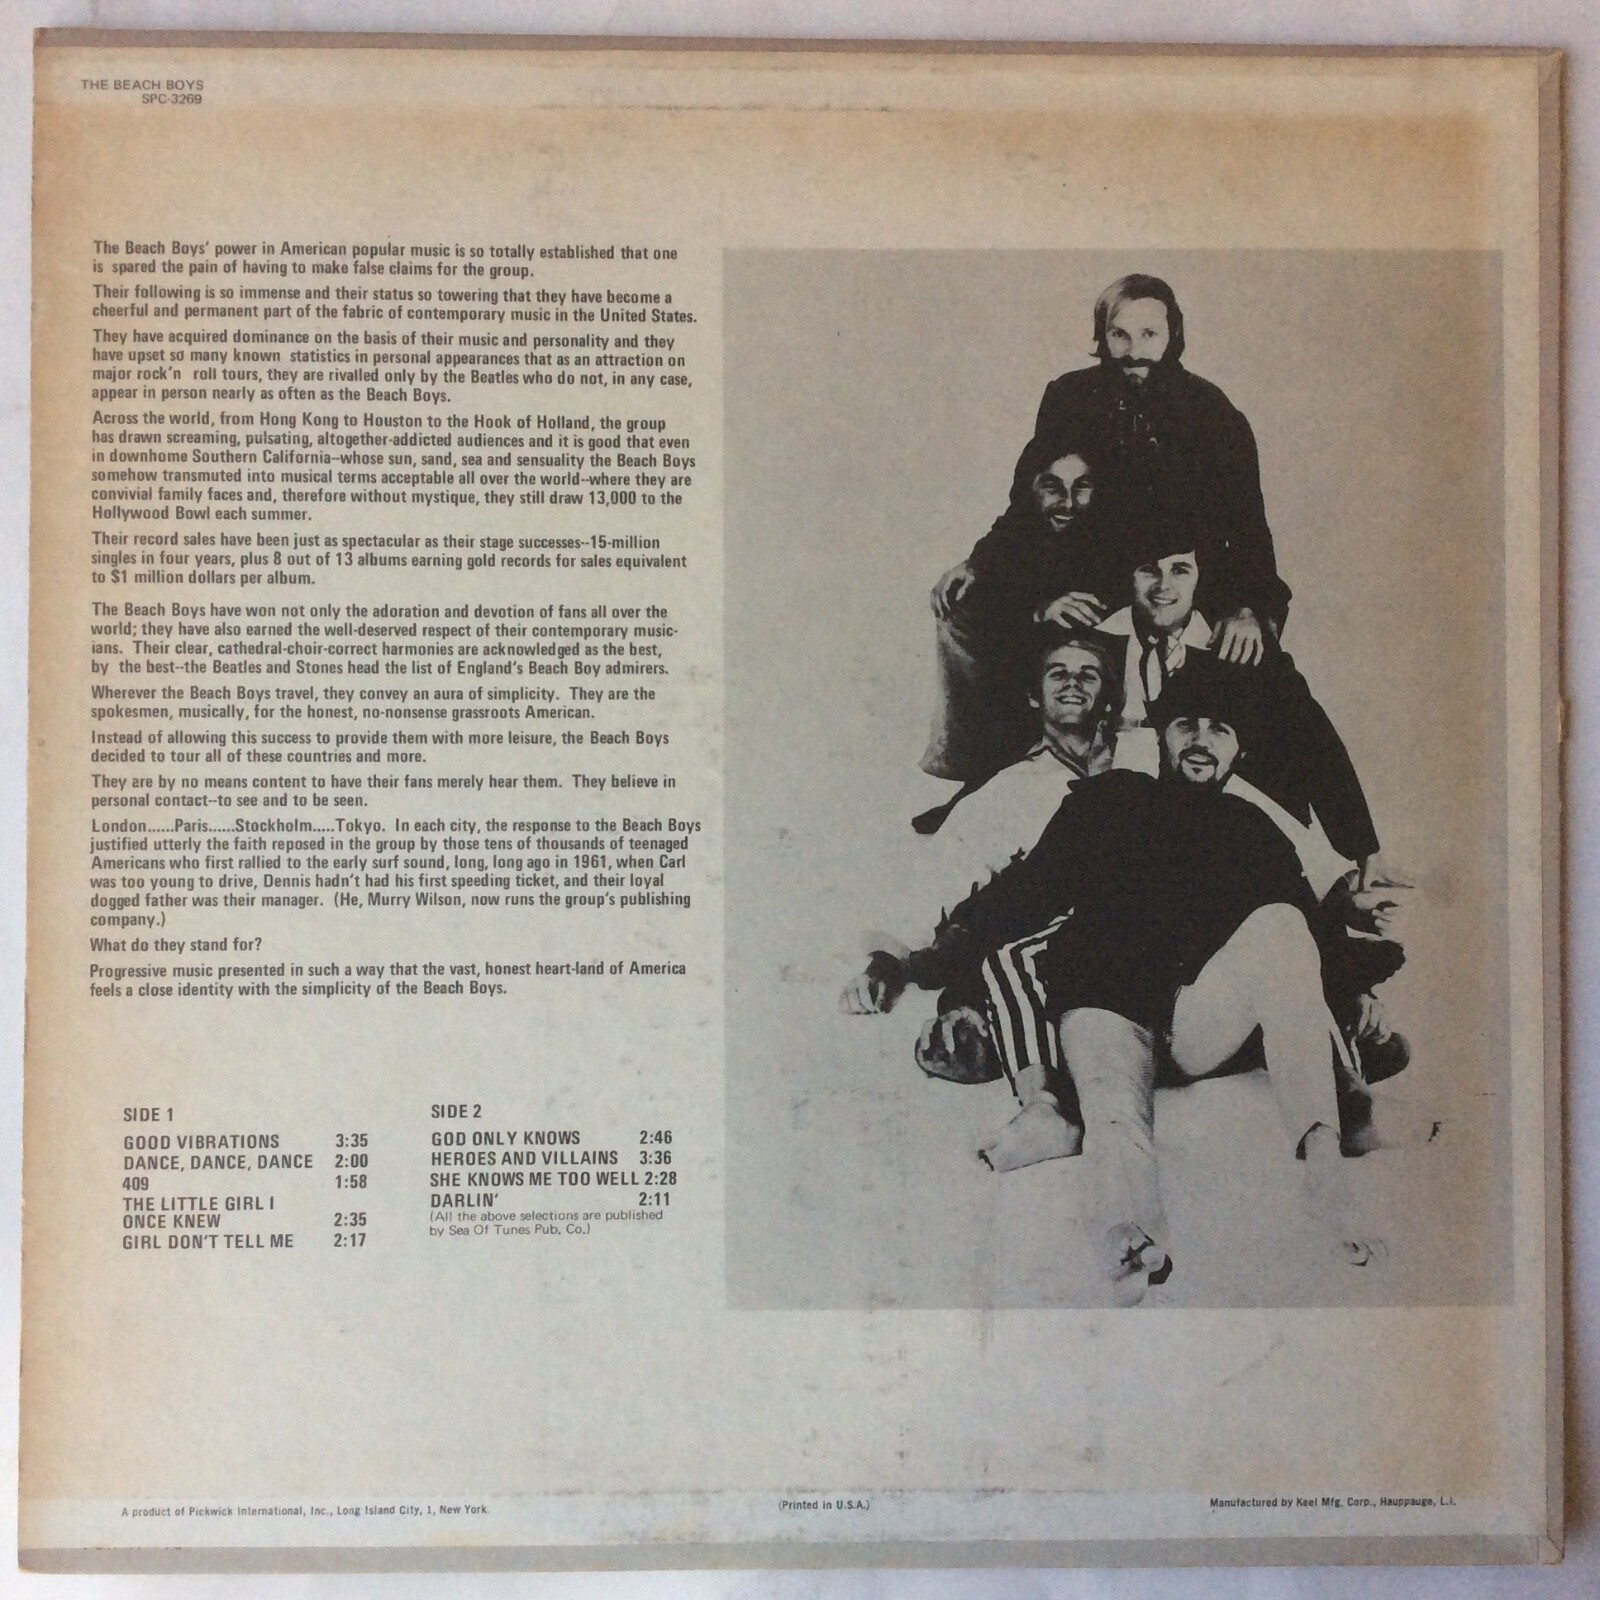 THE BEACH BOYS
SPC-3269
The Beach Boys' power in American popular music is so totally established that one
is spared the pain of having to make false claims for the group.
Their following is so immense and their status so towering that they have become a
cheerful and permanent part of the fabric of contemporary music in the United States.
They have acquired dominance on the basis of their music and personality and they
have upset so many known statistics in personal appearances that as an attraction on
major rock'n roll tours, they are rivalled only by the Beatles who do not, in any case,
appear in person nearly as often as the Beach Boys.
Across the world, from Hong Kong to Houston to the Hook of Holland, the group
has drawn screaming, pulsating, altogether-addicted audiences and it is good that even
in downhome Southern California--whose sun, sand, sea and sensuality the Beach Boys
somehow transmuted into musical terms acceptable all over the world--where they are
convivial family faces and, therefore without mystique, they still draw 13,000 to the
Hollywood Bowl each summer.
Their record sales have been just as spectacular as their stage successes--15-million
singles in four years, plus 8 out of 13 albums earning gold records for sales equivalent
to $1 million dollars per album.
The Beach Boys have won not only the adoration and devotion of fans all over the
world; they have also earned the well-deserved respect of their contemporary music-
ians. Their clear, cathedral-choir-correct harmonies are acknowledged as the best,
by the best--the Beatles and Stones head the list of England's Beach Boy admirers.
Wherever the Beach Boys travel, they convey an aura of simplicity. They are the
spokesmen, musically, for the honest, no-nonsense grassroots American.
Instead of allowing this success to provide them with more leisure, the Beach Boys
decided to tour all of these countries and more.
They are by no means content to have their fans merely hear them. They believe in
personal contact--to see and to be seen.
London......Paris......Stockholm.....Tokyo. In each city, the response to the Beach Boys
justified utterly the faith reposed in the group by those tens of thousands of teenaged
Americans who first rallied to the early surf sound, long, long ago in 1961, when Carl
was too young to drive, Dennis hadn't had his first speeding ticket, and their loyal
dogged father was their manager. (He, Murry Wilson, now runs the group's publishing
company.)
What do they stand for?
Progressive music presented in such a way that the vast, honest heart-land of America
feels a close identity with the simplicity of the Beach Boys.
SIDE 1
GOOD VIBRATIONS 3:35
DANCE, DANCE, DANCE 2:00
409 1:58
THE LITTLE GIRL I
ONCE KNEW 2:35
GIRL DON'T TELL ME 2:17
SIDE 2
GOD ONLY KNOWS 2:46
HEROES AND VILLAINS 3:36
SHE KNOWS ME TOO WELL 2:28
DARLIN' 2:11
(All the above selections are published
by Sea Of Tunes Pub. Co.)
A product of Pickwick International, Inc., Long Island City, 1, New York.
(Printed in U.S.A.)
Manufactured by Keel Mfg. Corp., Hauppauge, L.I.